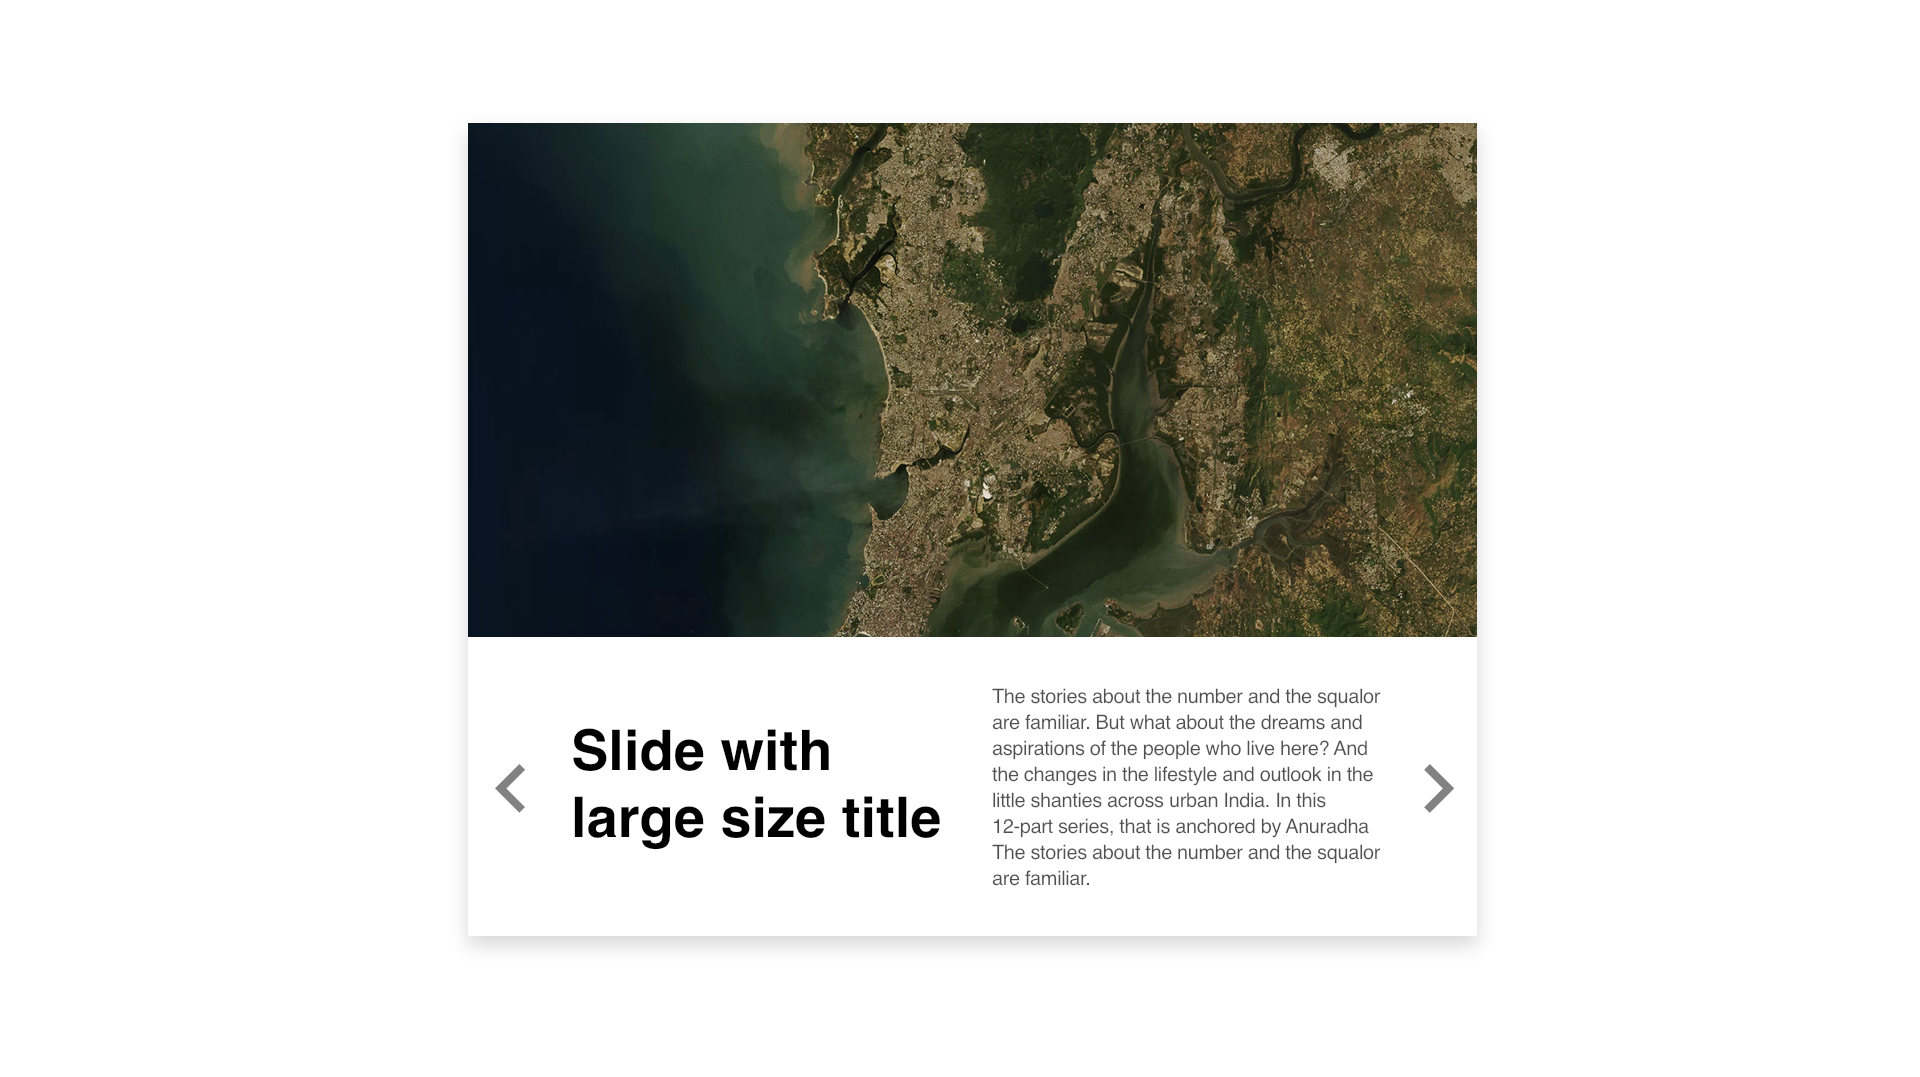 Slide with
large size title
The stories about the number and the squalor
are familiar. But what about the dreams and
aspirations of the people who live here? And
the changes in the lifestyle and outlook in the
little shanties across urban India. In this
12-part series, that is anchored by Anuradha
The stories about the number and the squalor
are familiar.